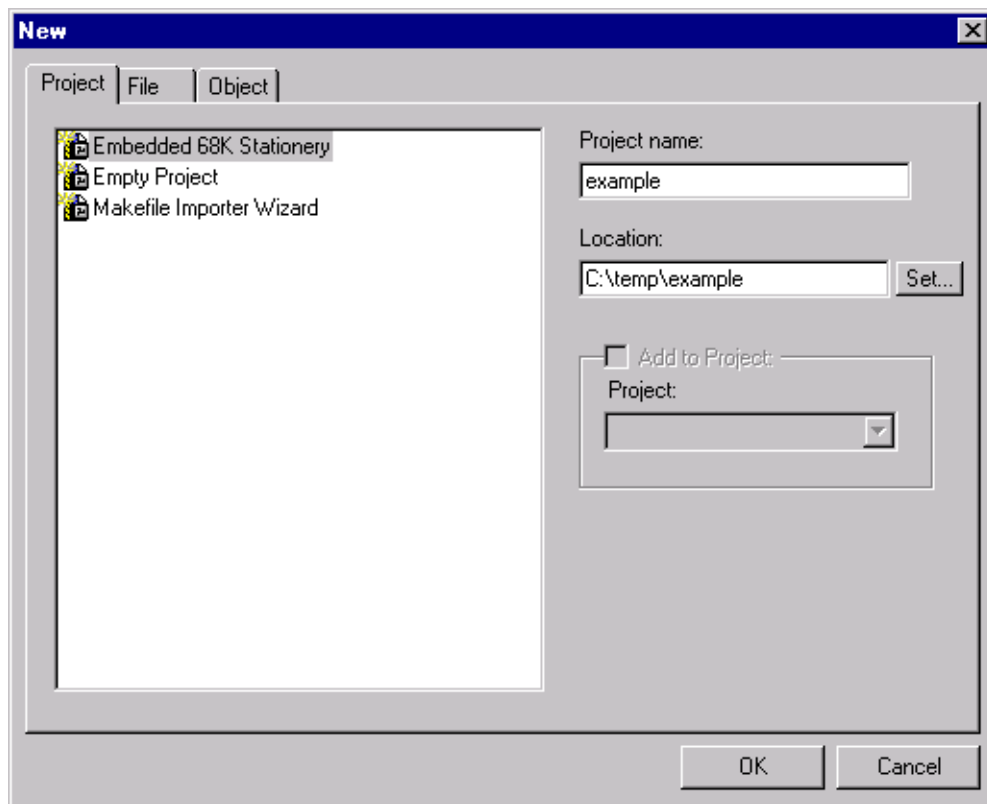 New
Project File Object
Embedded 68K Stationery
Empty Project
Makefile Importer Wizard
Project name:
example
Location:
C:\temp\example Set...
Add to Project:
Project:
OK Cancel